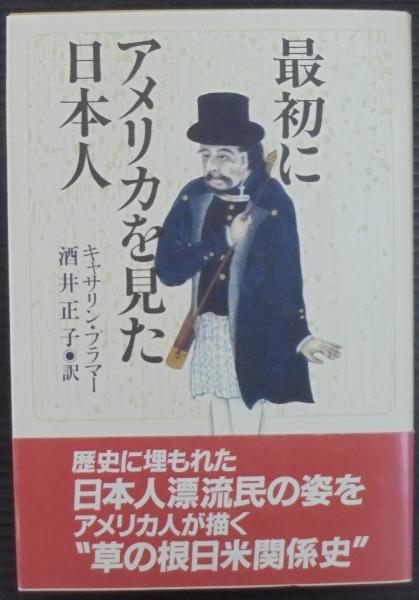 最初に
アメリカを見た
日本人
キャサリン・プラマー
酒井正子●訳
歴史に埋もれた
日本人漂流民の姿を
アメリカ人が描く
“草の根日米関係史”